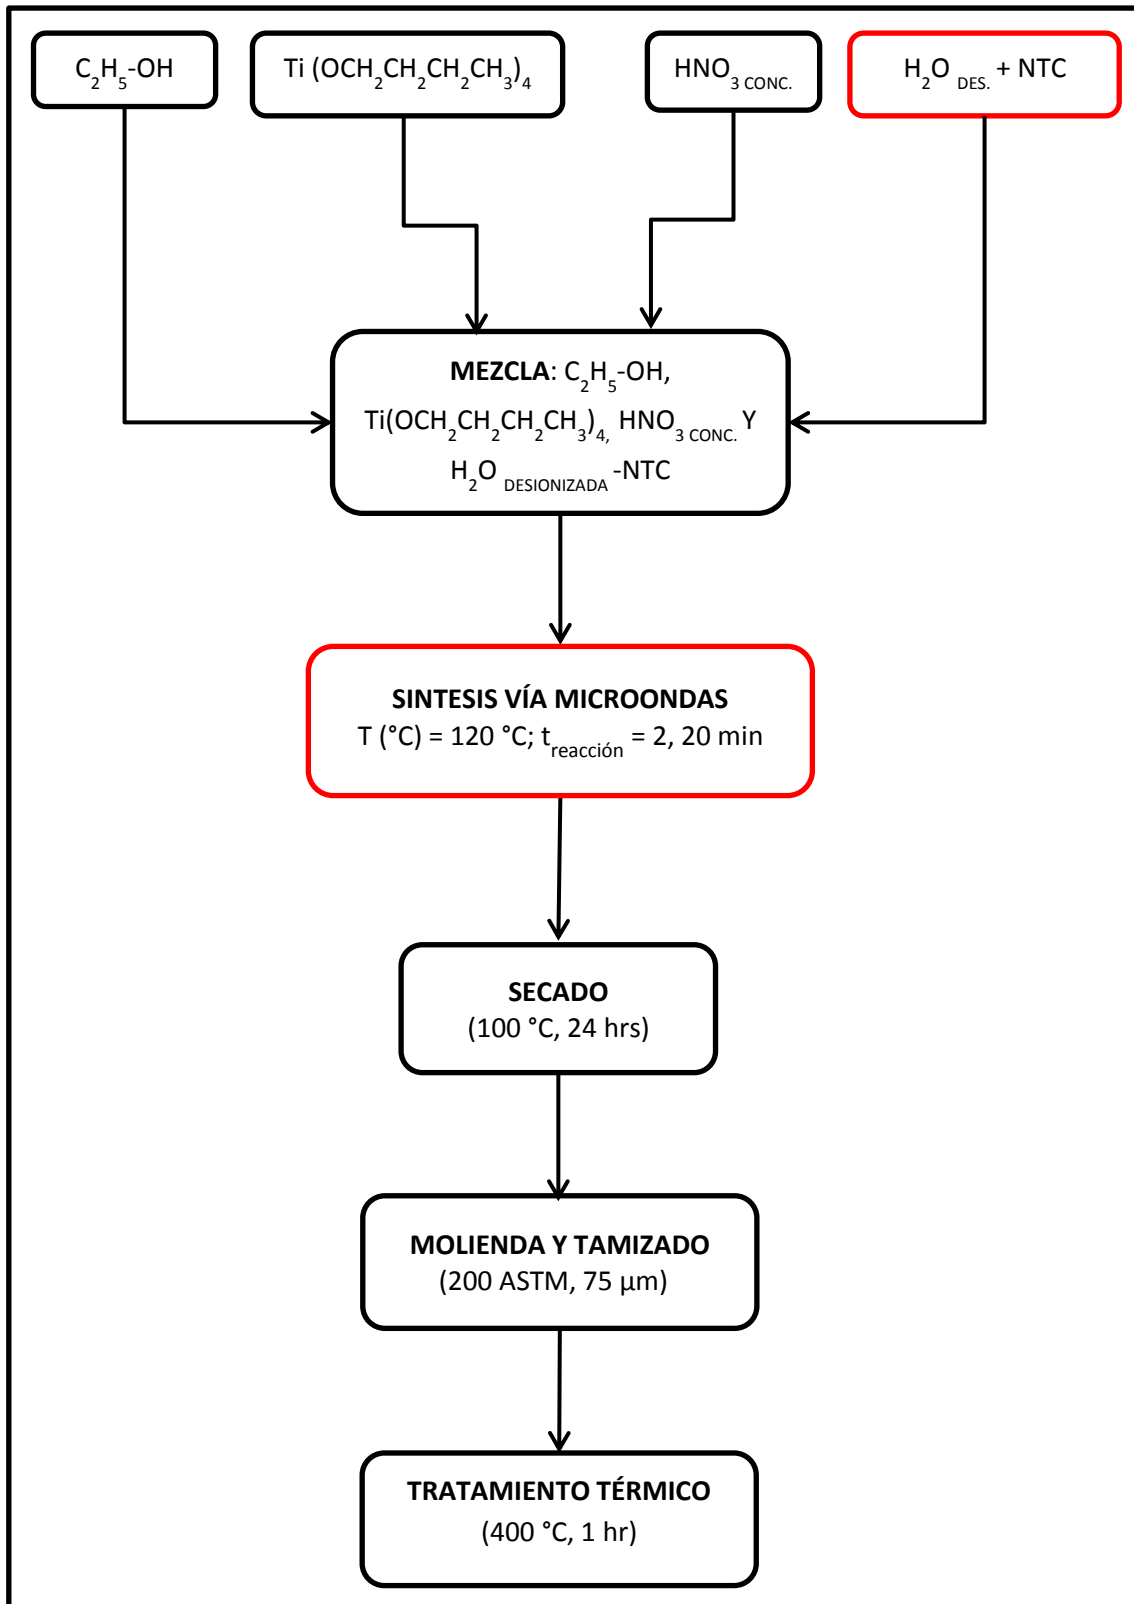 C₂H₅-OH
Ti (OCH₂CH₂CH₂CH₃)₄
HNO₃ CONC.
H₂O DES. + NTC
MEZCLA: C₂H₅-OH,
Ti(OCH₂CH₂CH₂CH₃)₄, HNO₃ CONC. Y
H₂O DESIONIZADA -NTC
SINTESIS VÍA MICROONDAS
T (°C) = 120 °C; t reacción = 2, 20 min
SECADO
(100 °C, 24 hrs)
MOLIENDA Y TAMIZADO
(200 ASTM, 75 µm)
TRATAMIENTO TÉRMICO
(400 °C, 1 hr)